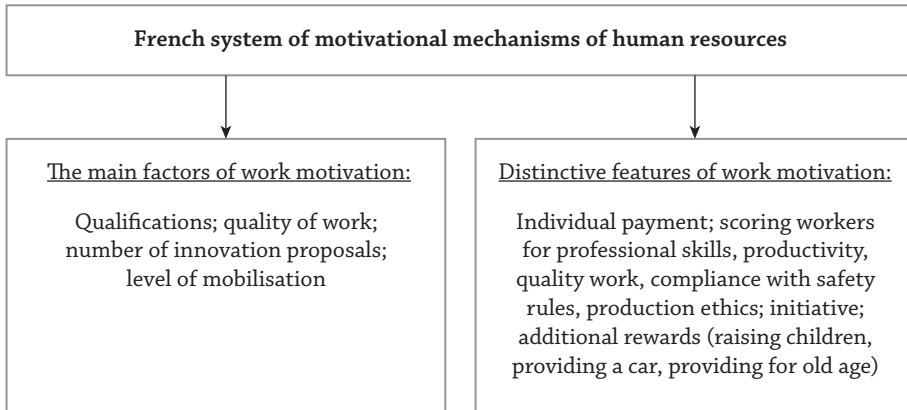 French system of motivational mechanisms of human resources
The main factors of work motivation:
Qualifications; quality of work;
number of innovation proposals;
level of mobilisation
Distinctive features of work motivation:
Individual payment; scoring workers
for professional skills, productivity,
quality work, compliance with safety
rules, production ethics; initiative;
additional rewards (raising children,
providing a car, providing for old age)